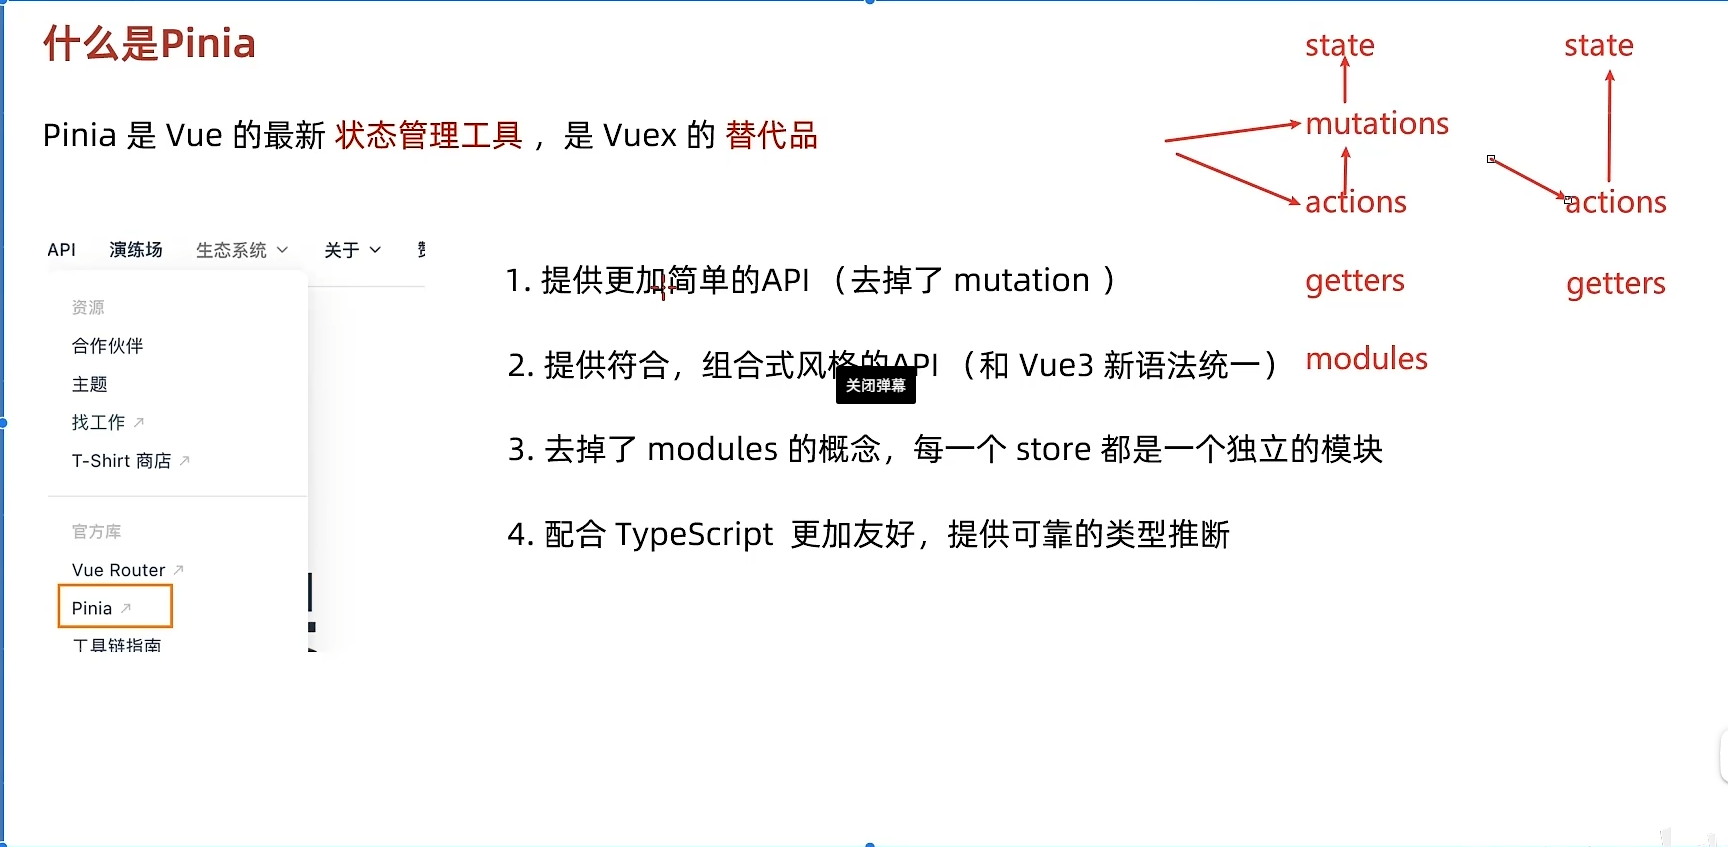 什么是Pinia
Pinia 是 Vue 的最新 状态管理工具 ，是 Vuex 的 替代品
API 演练场 生态系统 关于
资源
合作伙伴
主题
找工作
T-Shirt 商店
官方库
Vue Router
Pinia
工具链指南
1. 提供更加简单的API （去掉了 mutation ）
2. 提供符合，组合式风格的API （和 Vue3 新语法统一）
关闭弹幕
3. 去掉了 modules 的概念，每一个 store 都是一个独立的模块
4. 配合 TypeScript 更加友好，提供可靠的类型推断
state
mutations
actions
getters
modules
state
actions
getters